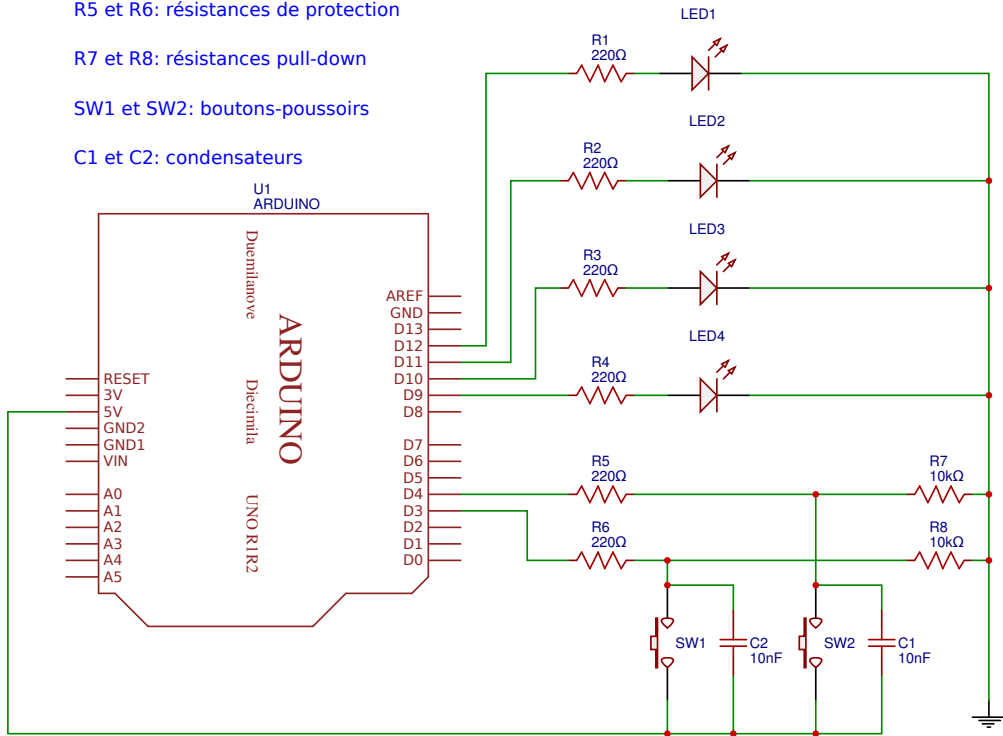 R5 et R6: résistances de protection
R7 et R8: résistances pull-down
SW1 et SW2: boutons-poussoirs
C1 et C2: condensateurs
U1
ARDUINO
Duemilanove
Diecimila
UNO R1R2
ARDUINO
RESET
3V
5V
GND2
GND1
VIN
A0
A1
A2
A3
A4
A5
AREF
GND
D13
D12
D11
D10
D9
D8
D7
D6
D5
D4
D3
D2
D1
D0
LED1
R1
220Ω
LED2
R2
220Ω
LED3
R3
220Ω
LED4
R4
220Ω
R5
220Ω
R7
10kΩ
R6
220Ω
R8
10kΩ
SW1
C2
10nF
SW2
C1
10nF